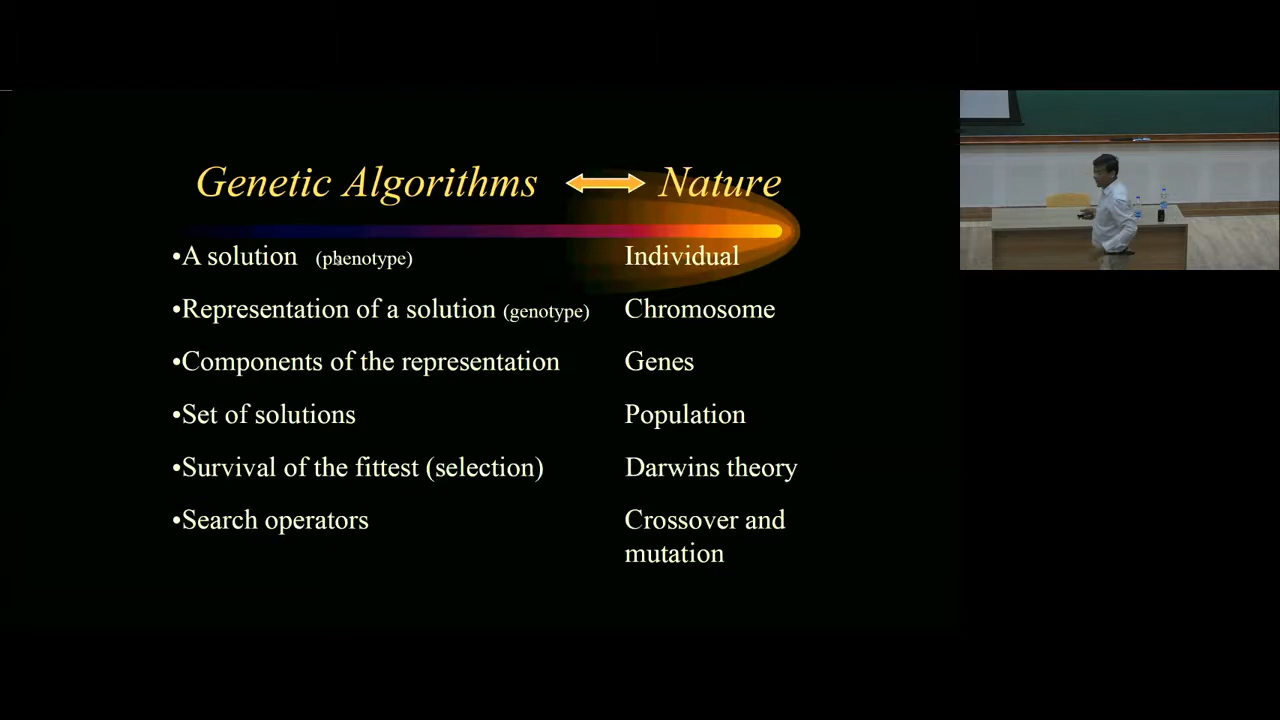 Genetic Algorithms ↔ Nature
•A solution (phenotype) Individual
•Representation of a solution (genotype) Chromosome
•Components of the representation Genes
•Set of solutions Population
•Survival of the fittest (selection) Darwins theory
•Search operators Crossover and
mutation